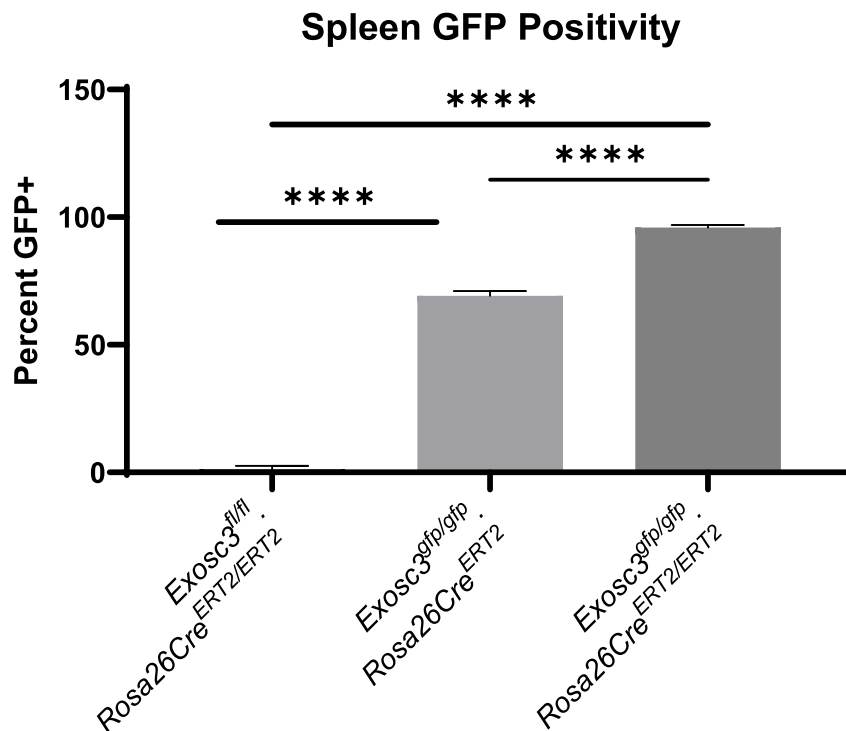 Spleen GFP Positivity
150
100
50
0
Percent GFP+
****
****
****
Exosc3fl/fl.
Rosa26CreERT2/ERT2
Exosc3gfp/gfp.
Rosa26CreERT2
Exosc3gfp/gfp.
Rosa26CreERT2/ERT2